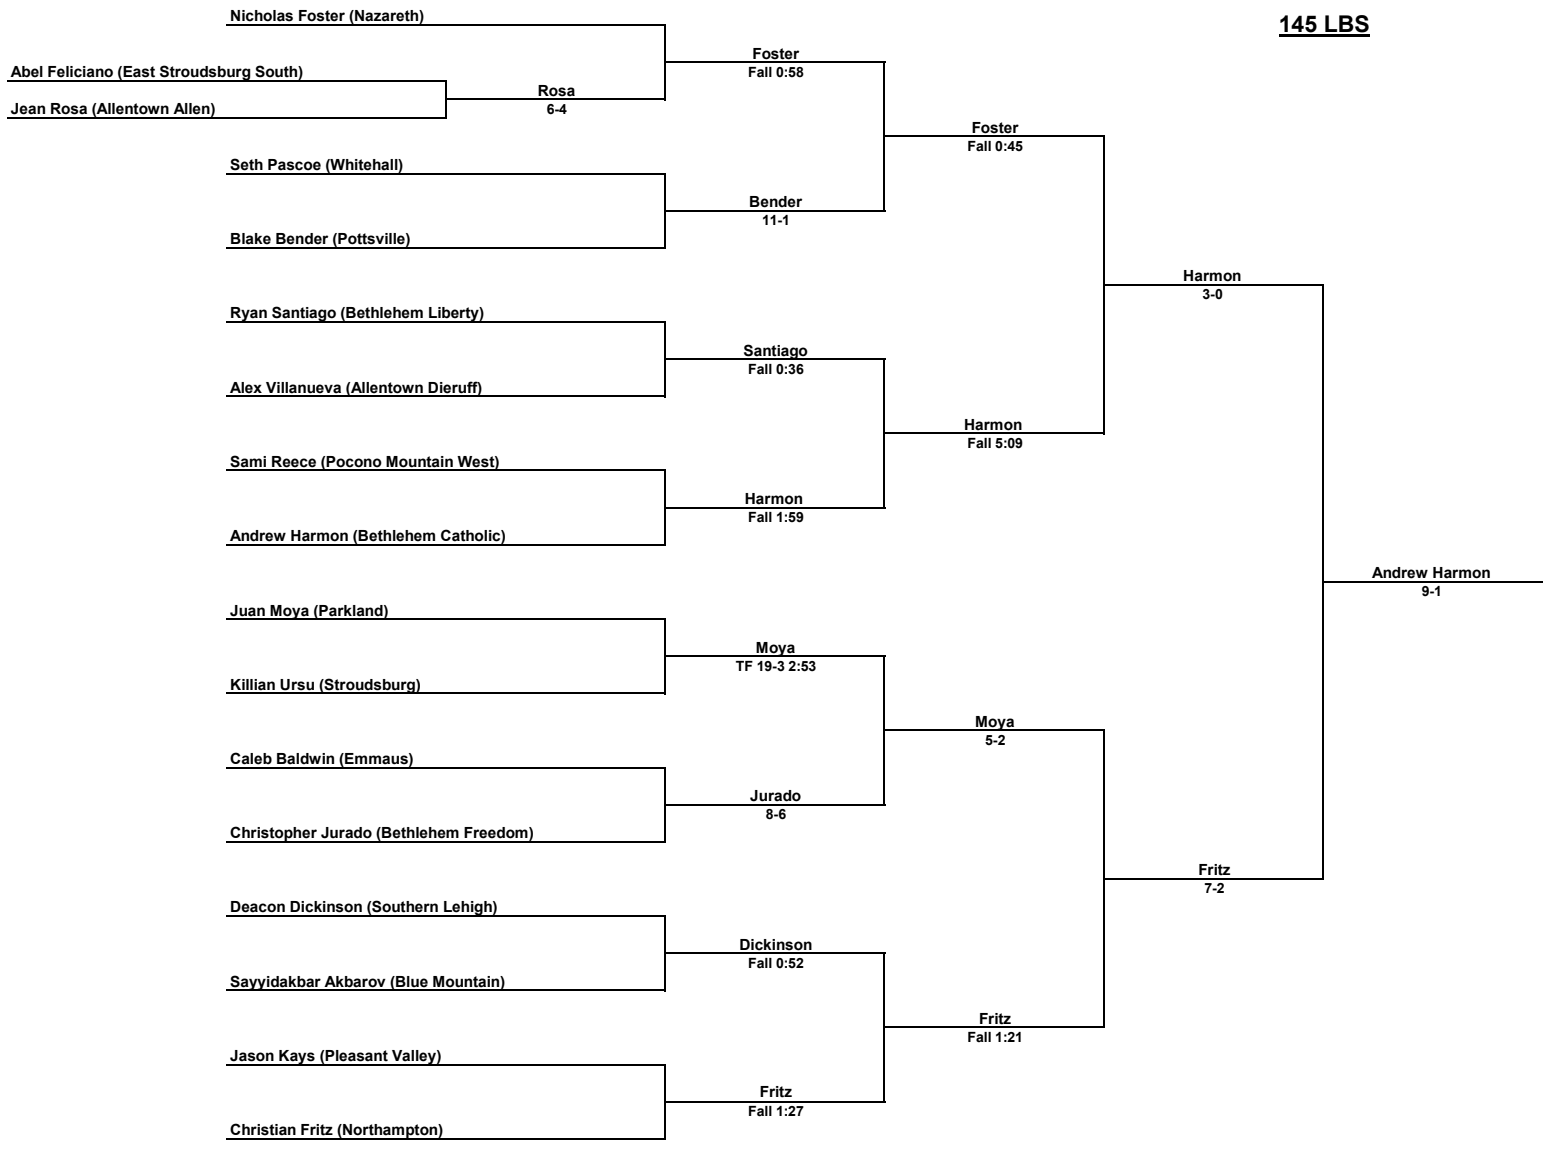 145 LBS
Nicholas Foster (Nazareth)
Foster
Fall 0:58
Abel Feliciano (East Stroudsburg South)
Rosa
6-4
Jean Rosa (Allentown Allen)
Foster
Fall 0:45
Seth Pascoe (Whitehall)
Bender
11-1
Blake Bender (Pottsville)
Harmon
3-0
Ryan Santiago (Bethlehem Liberty)
Santiago
Fall 0:36
Alex Villanueva (Allentown Dieruff)
Harmon
Fall 5:09
Sami Reece (Pocono Mountain West)
Harmon
Fall 1:59
Andrew Harmon (Bethlehem Catholic)
Andrew Harmon
9-1
Juan Moya (Parkland)
Moya
TF 19-3 2:53
Killian Ursu (Stroudsburg)
Moya
5-2
Caleb Baldwin (Emmaus)
Jurado
8-6
Christopher Jurado (Bethlehem Freedom)
Fritz
7-2
Deacon Dickinson (Southern Lehigh)
Dickinson
Fall 0:52
Sayyidakbar Akbarov (Blue Mountain)
Fritz
Fall 1:21
Jason Kays (Pleasant Valley)
Fritz
Fall 1:27
Christian Fritz (Northampton)